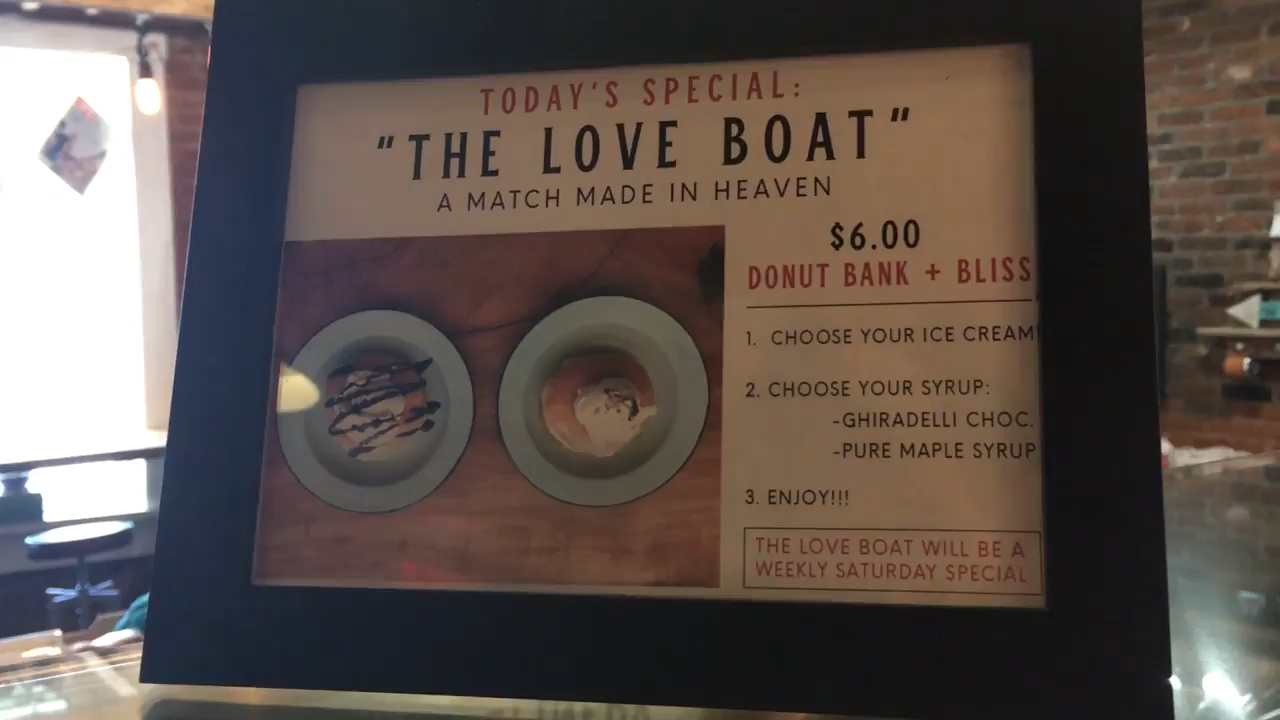 TODAY'S SPECIAL:
"THE LOVE BOAT"
A MATCH MADE IN HEAVEN
$6.00
DONUT BANK + BLISS
1. CHOOSE YOUR ICE CREAM
2. CHOOSE YOUR SYRUP:
-GHIRADELLI CHOC.
-PURE MAPLE SYRUP
3. ENJOY!!!
THE LOVE BOAT WILL BE A
WEEKLY SATURDAY SPECIAL